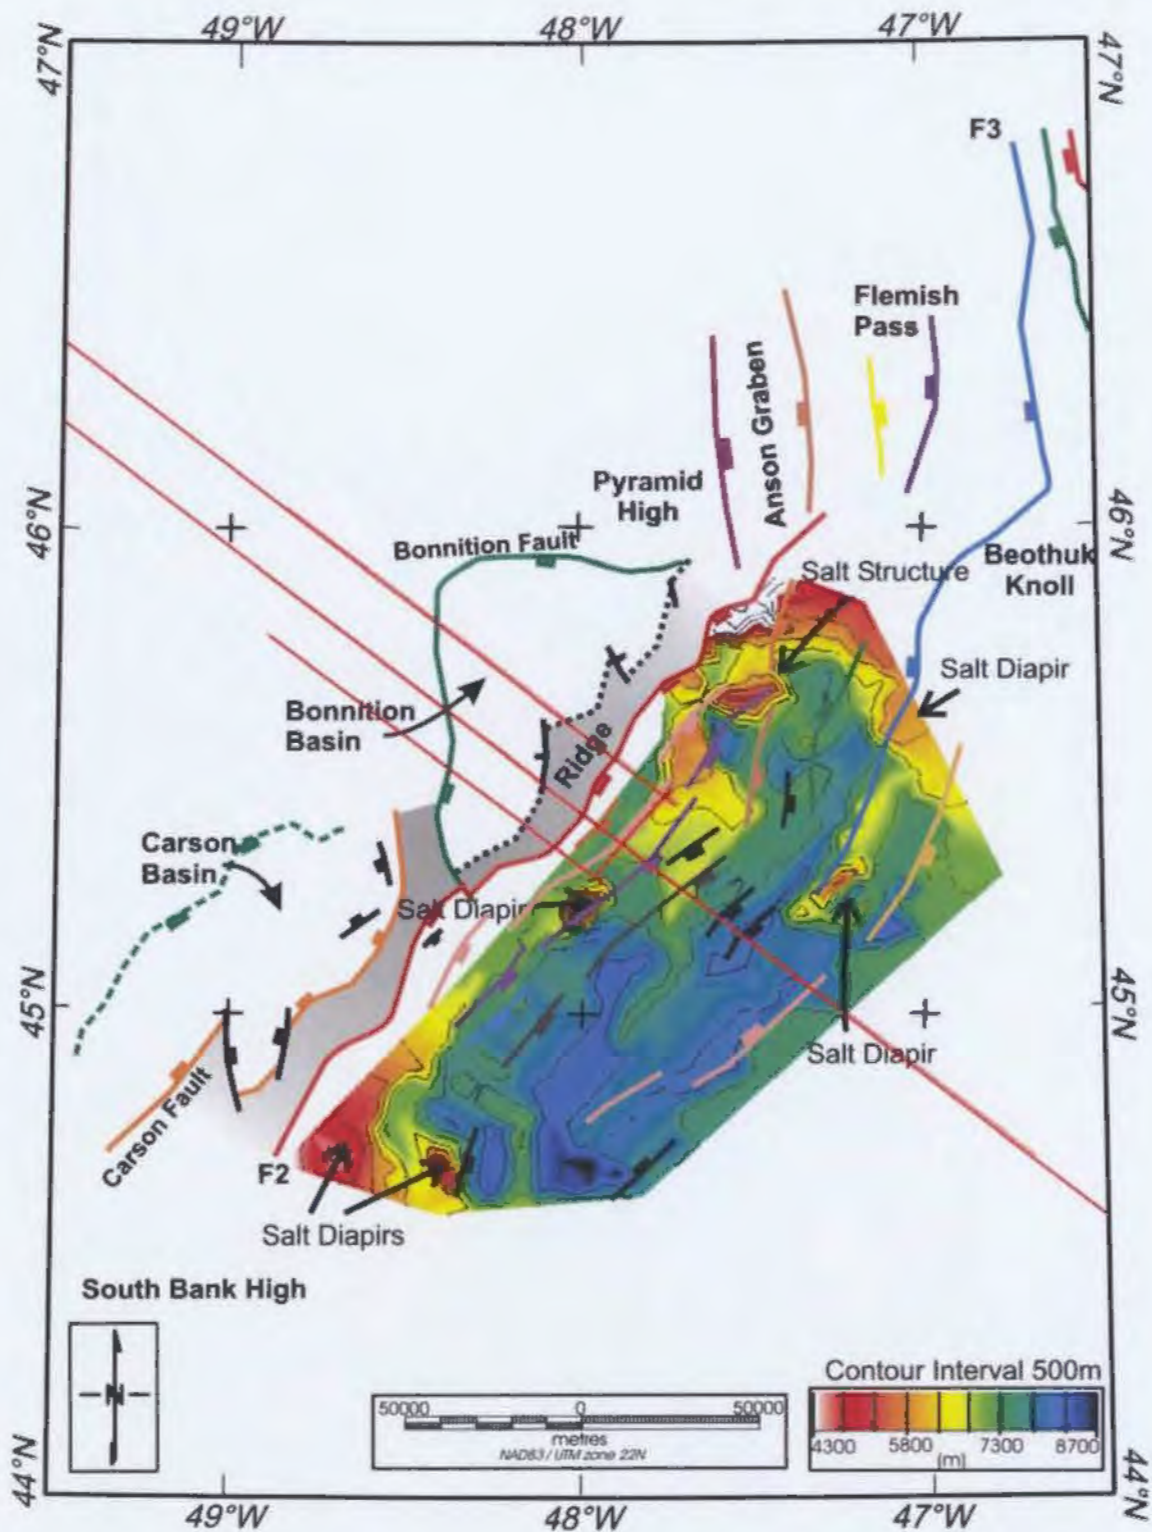 49°W
48°W
47°W
47°N
47°N
F3
Flemish
Pass
Anson Graben
Pyramid
High
46°N
46°N
Bonnition Fault
Beothuk
Knoll
Salt Structure
Salt Diapir
Bonnition
Basin
Ridge
Carson
Basin
Salt Diapir
45°N
45°N
Salt Diapir
Carson Fault
F2
Salt Diapirs
South Bank High
N
Contour Interval 500m
4300 5800 7300 8700
(m)
50000 0 50000
metres
NAD83 / UTM zone 22N
44°N
44°N
49°W
48°W
47°W